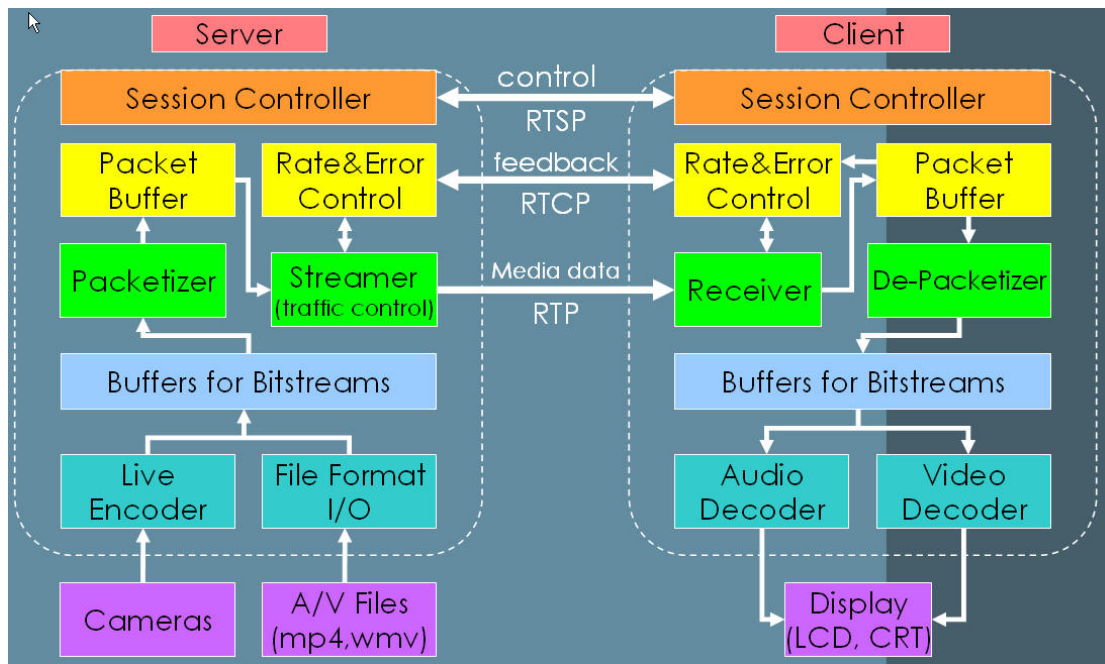 Server
Client
Session Controller
control
RTSP
Session Controller
Packet
Buffer
Rate&Error
Control
feedback
RTCP
Rate&Error
Control
Packet
Buffer
Packetizer
Streamer
(traffic control)
Media data
RTP
Receiver
De-Packetizer
Buffers for Bitstreams
Buffers for Bitstreams
Live
Encoder
File Format
I/O
Audio
Decoder
Video
Decoder
Cameras
A/V Files
(mp4,wmv)
Display
(LCD, CRT)